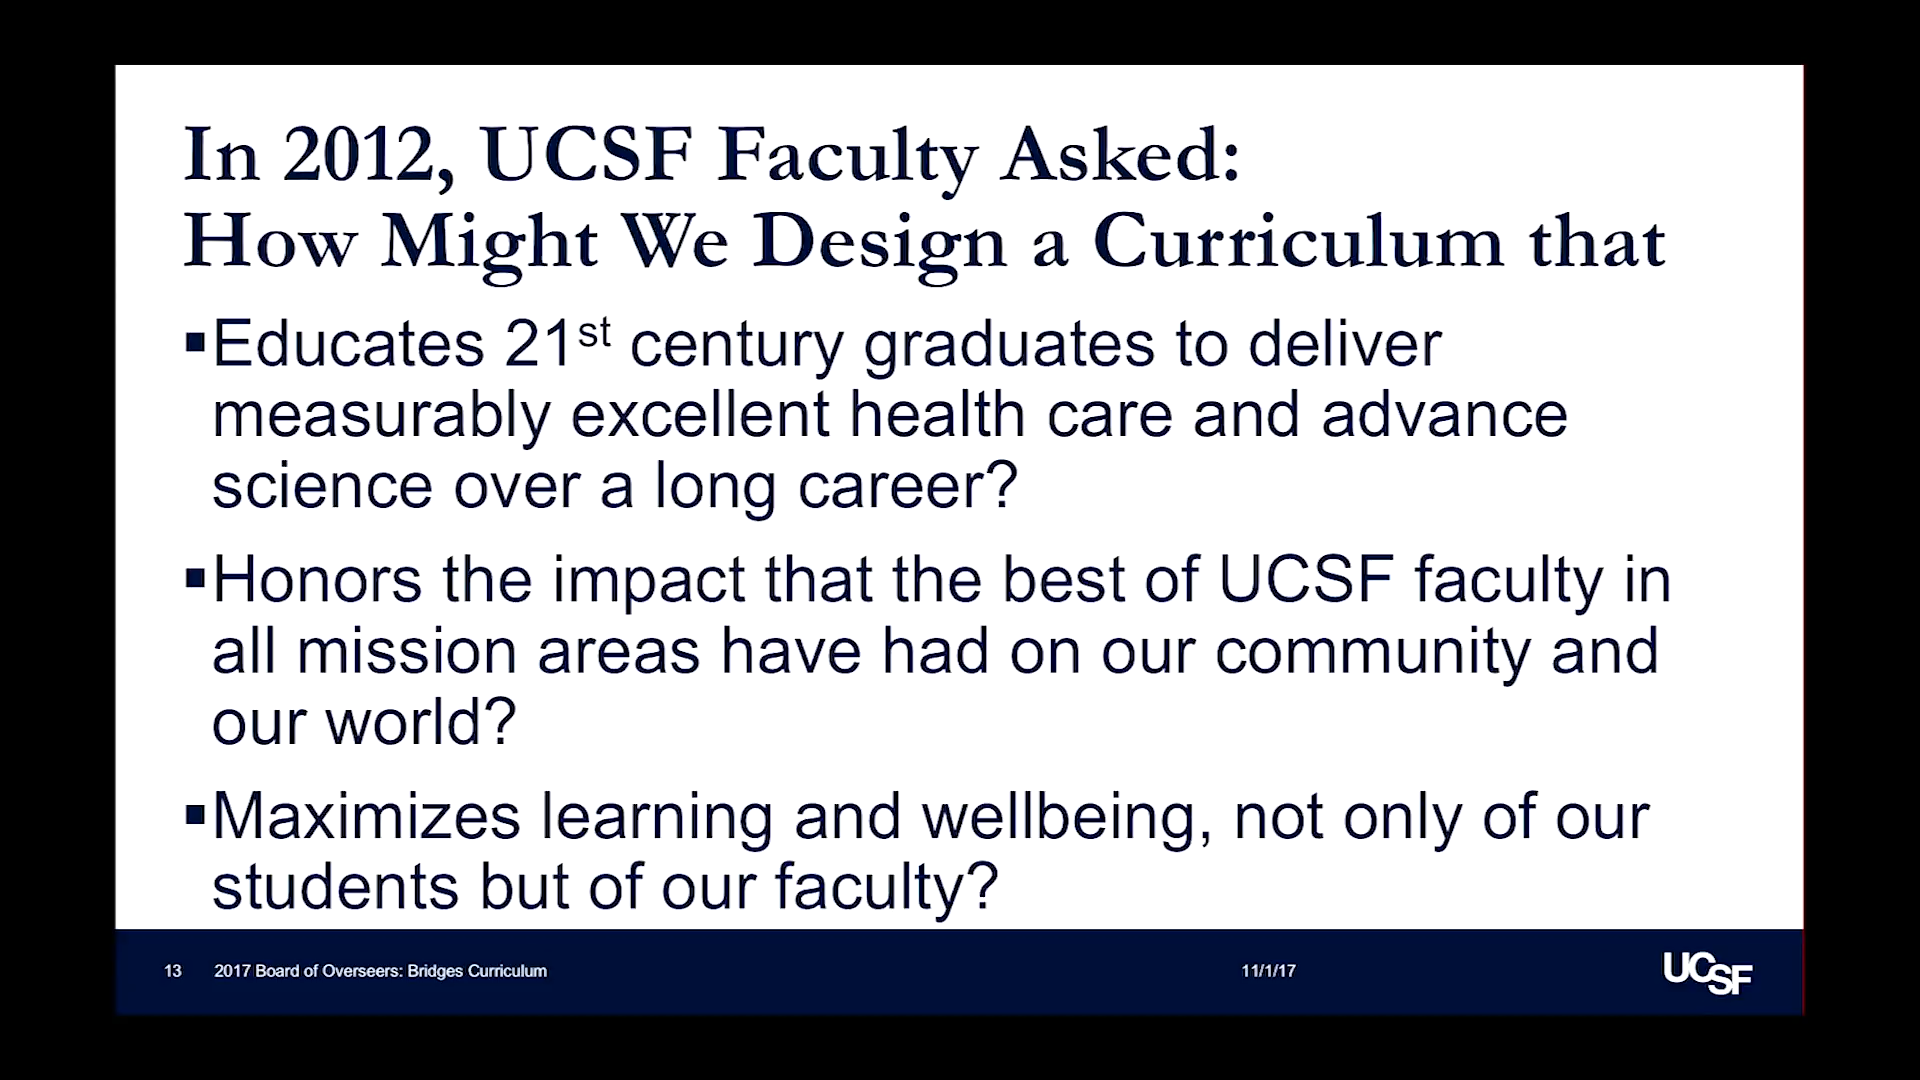 In 2012, UCSF Faculty Asked:
How Might We Design a Curriculum that
▪Educates 21st century graduates to deliver
measurably excellent health care and advance
science over a long career?
▪Honors the impact that the best of UCSF faculty in
all mission areas have had on our community and
our world?
▪Maximizes learning and wellbeing, not only of our
students but of our faculty?
13 2017 Board of Overseers: Bridges Curriculum 11/1/17 UCSF